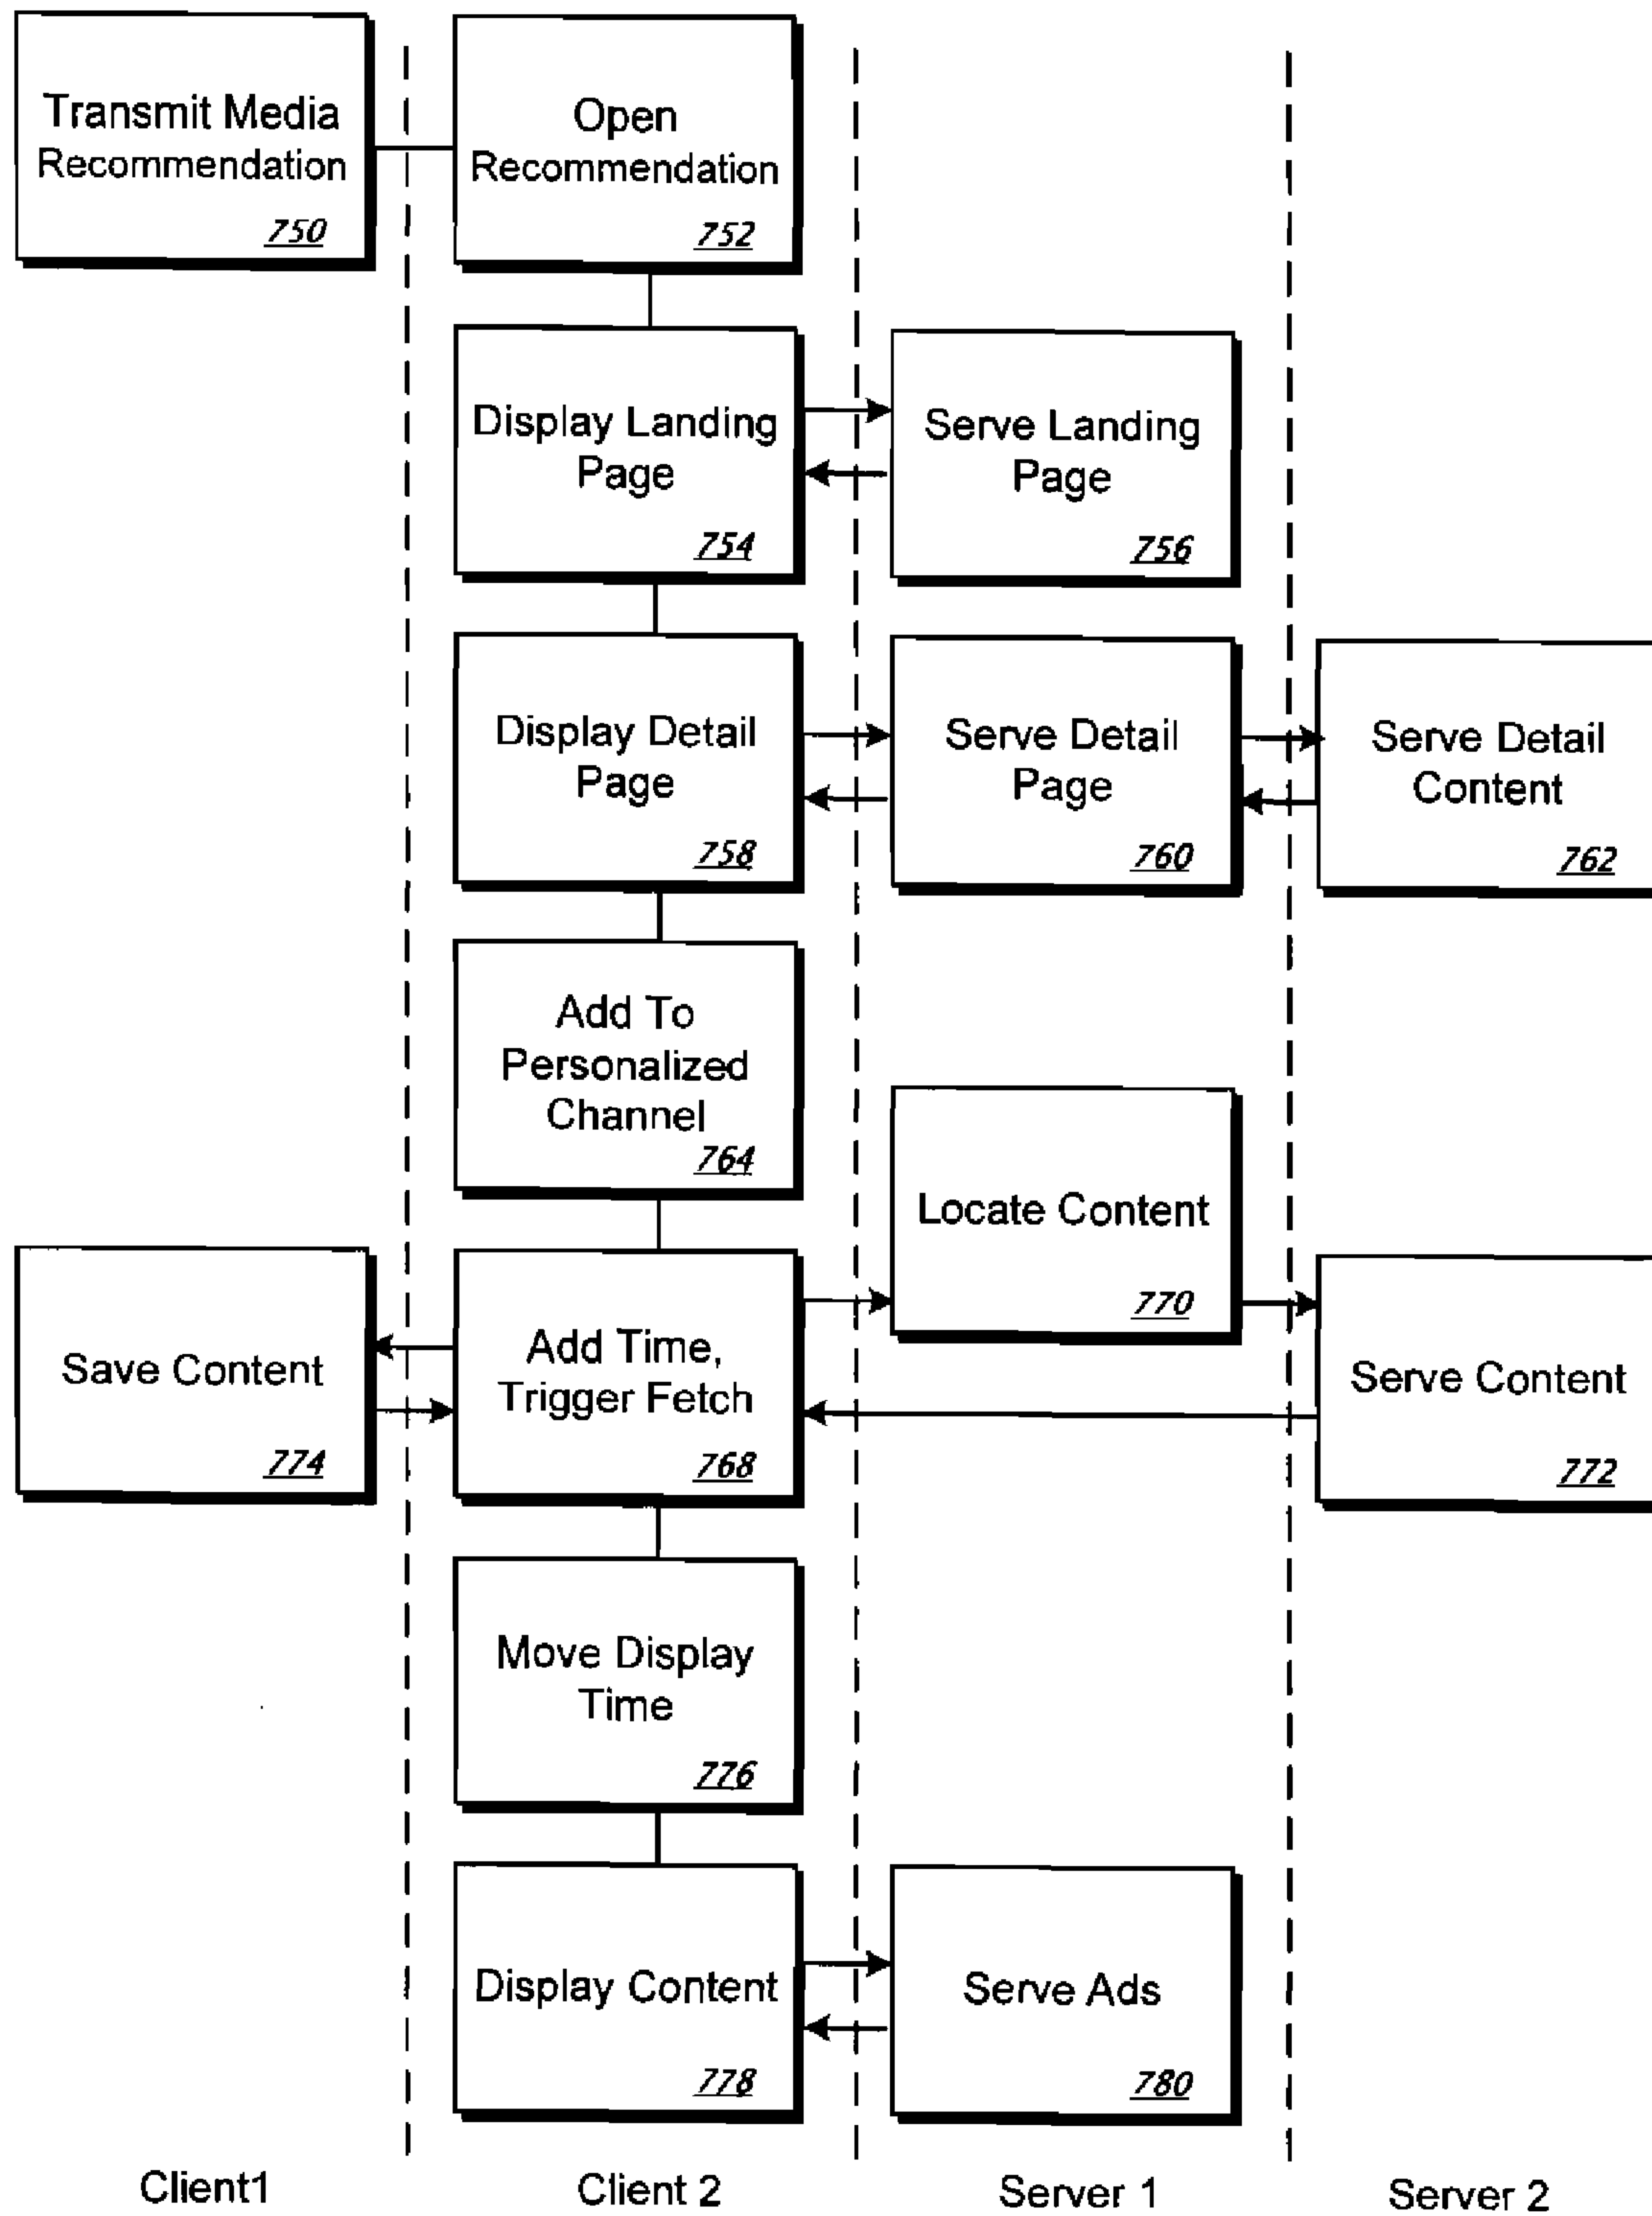 Transmit Media
Recommendation
750
Open
Recommendation
752
Display Landing
Page
754
Serve Landing
Page
756
Display Detail
Page
758
Serve Detail
Page
760
Serve Detail
Content
762
Add To
Personalized
Channel
764
Locate Content
770
Save Content
774
Add Time,
Trigger Fetch
768
Serve Content
772
Move Display
Time
776
Display Content
778
Serve Ads
780
Client1
Client 2
Server 1
Server 2